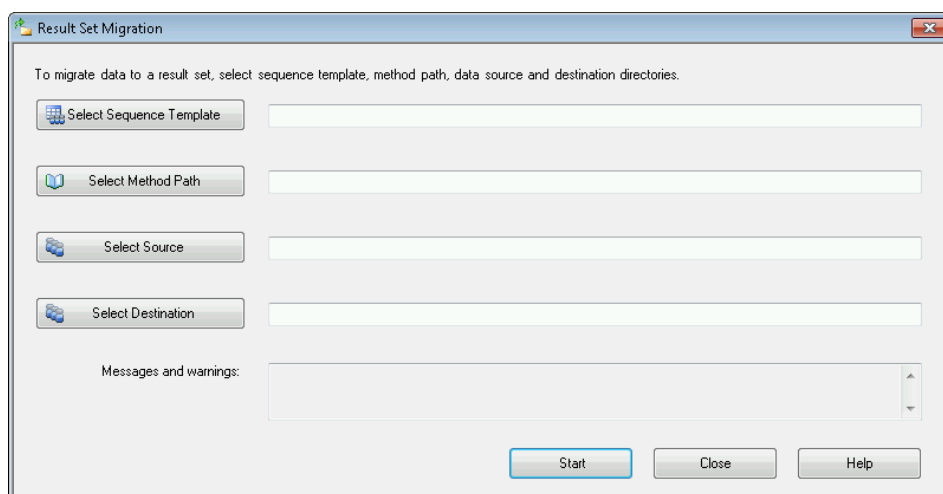 Result Set Migration
To migrate data to a result set, select sequence template, method path, data source and destination directories.
Select Sequence Template
Select Method Path
Select Source
Select Destination
Messages and warnings:
Start Close Help